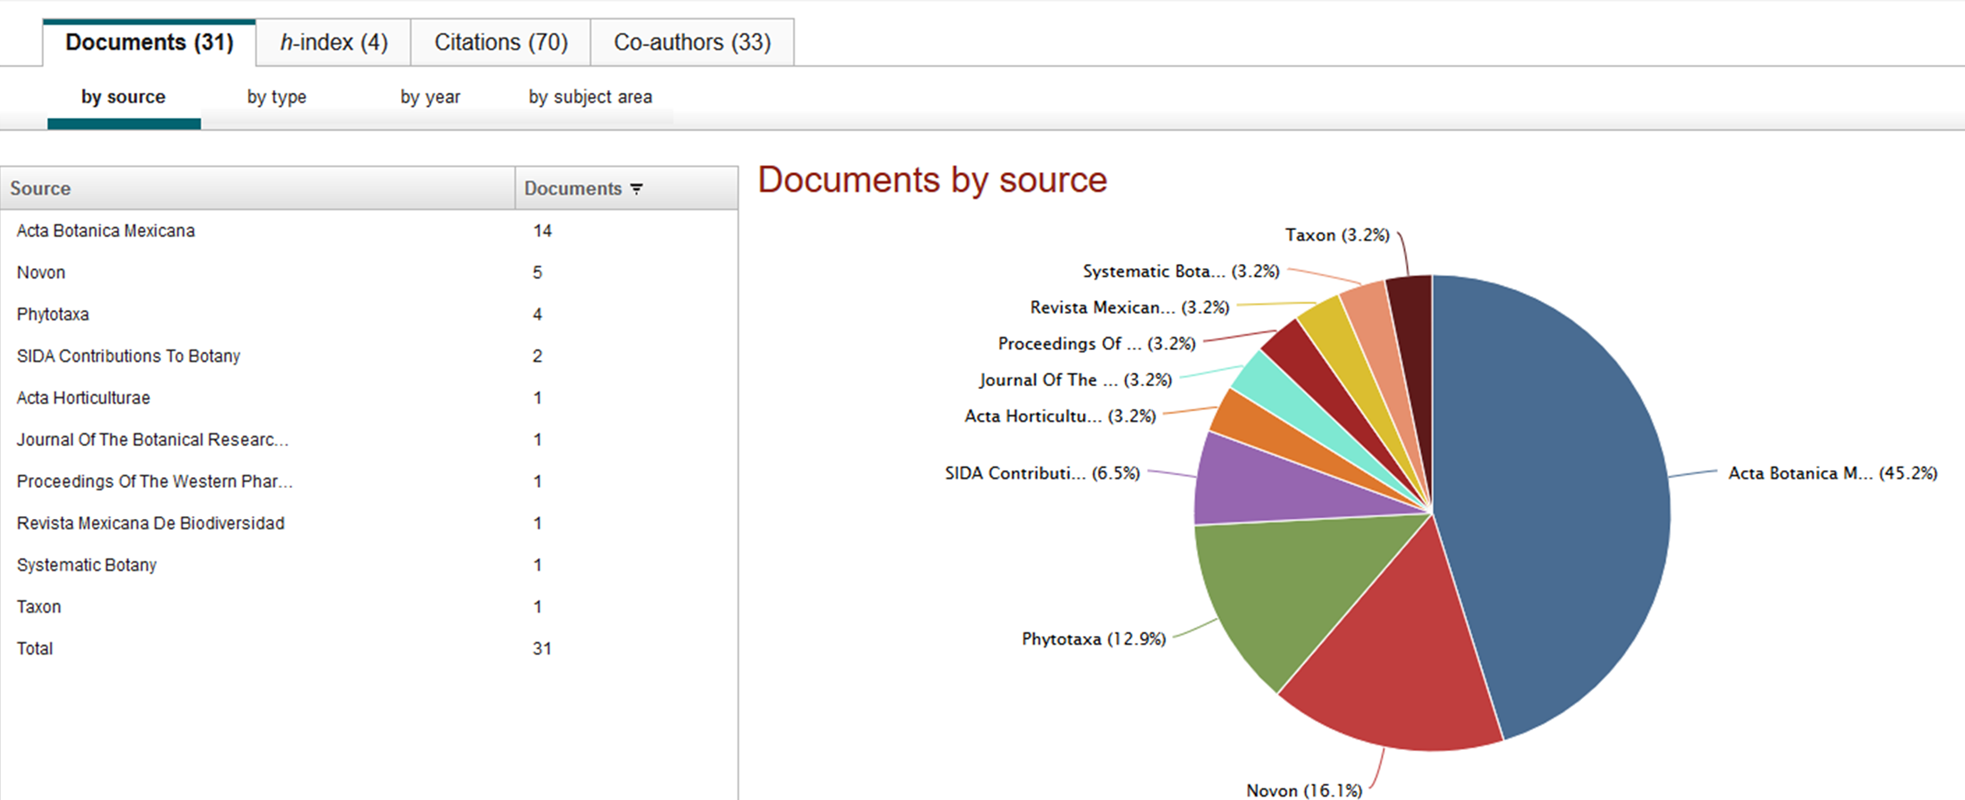 Documents (31) h-index (4) Citations (70) Co-authors (33)
by source by type by year by subject area
Source Documents
Acta Botanica Mexicana 14
Novon 5
Phytotaxa 4
SIDA Contributions To Botany 2
Acta Horticulturae 1
Journal Of The Botanical Researc... 1
Proceedings Of The Western Phar... 1
Revista Mexicana De Biodiversidad 1
Systematic Botany 1
Taxon 1
Total 31
Documents by source
Taxon (3.2%)
Systematic Bota... (3.2%)
Revista Mexican... (3.2%)
Proceedings Of ... (3.2%)
Journal Of The ... (3.2%)
Acta Horticultu... (3.2%)
SIDA Contributi... (6.5%)
Acta Botanica M... (45.2%)
Phytotaxa (12.9%)
Novon (16.1%)